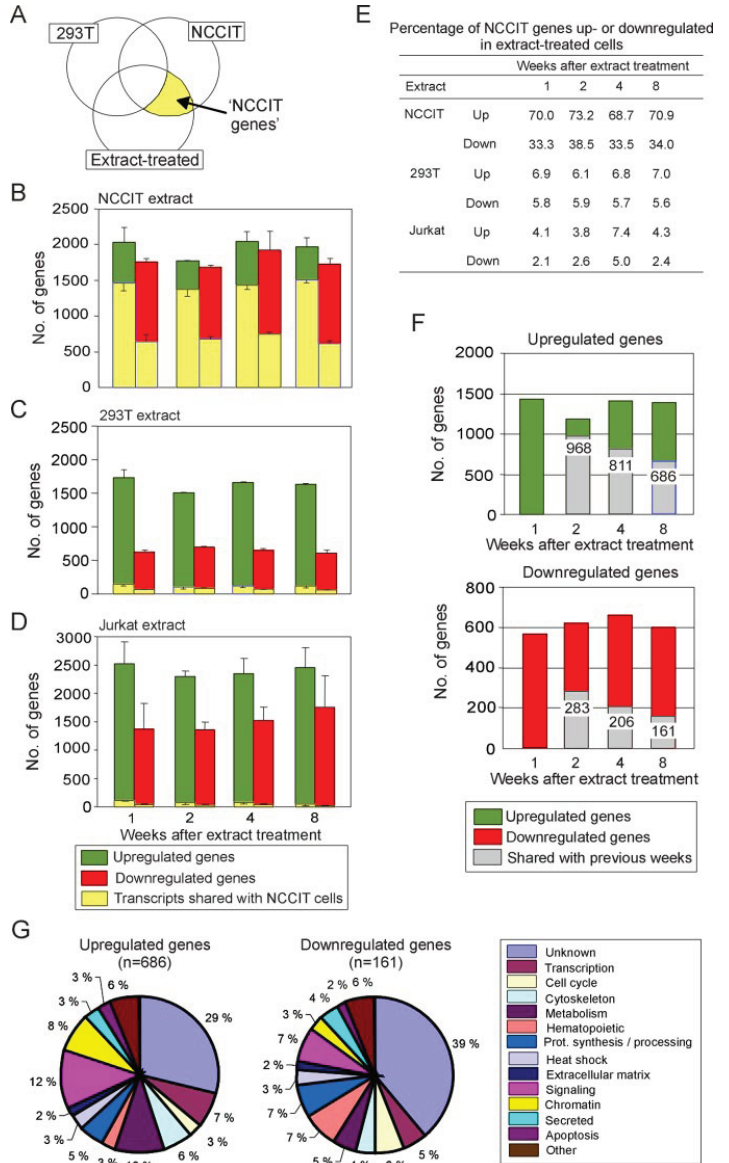 A
293T
NCCIT
'NCCIT
genes'
Extract-treated
B
NCCIT extract
2500
2000
1500
1000
500
0
No. of genes
C
293T extract
2500
2000
1500
1000
500
0
No. of genes
D
Jurkat extract
3000
2500
2000
1500
1000
500
0
No. of genes
1 2 4 8
Weeks after extract treatment
Upregulated genes
Downregulated genes
Transcripts shared with NCCIT cells
E
Percentage of NCCIT genes up- or downregulated
in extract-treated cells
Weeks after extract treatment
Extract 1 2 4 8
NCCIT Up 70.0 73.2 68.7 70.9
Down 33.3 38.5 33.5 34.0
293T Up 6.9 6.1 6.8 7.0
Down 5.8 5.9 5.7 5.6
Jurkat Up 4.1 3.8 7.4 4.3
Down 2.1 2.6 5.0 2.4
F
Upregulated genes
2000
1500
1000
500
0
No. of genes
968
811
686
1 2 4 8
Weeks after extract treatment
Downregulated genes
800
600
400
200
0
No. of genes
283
206
161
1 2 4 8
Weeks after extract treatment
Upregulated genes
Downregulated genes
Shared with previous weeks
G
Upregulated genes
(n=686)
29 %
7 %
3 %
6 %
3 %
5 %
3 %
2 %
12 %
8 %
3 %
3 %
6 %
Downregulated genes
(n=161)
39 %
5 %
5 %
7 %
7 %
3 %
2 %
7 %
3 %
4 %
2 %
6 %
Unknown
Transcription
Cell cycle
Cytoskeleton
Metabolism
Hematopoietic
Prot. synthesis / processing
Heat shock
Extracellular matrix
Signaling
Chromatin
Secreted
Apoptosis
Other